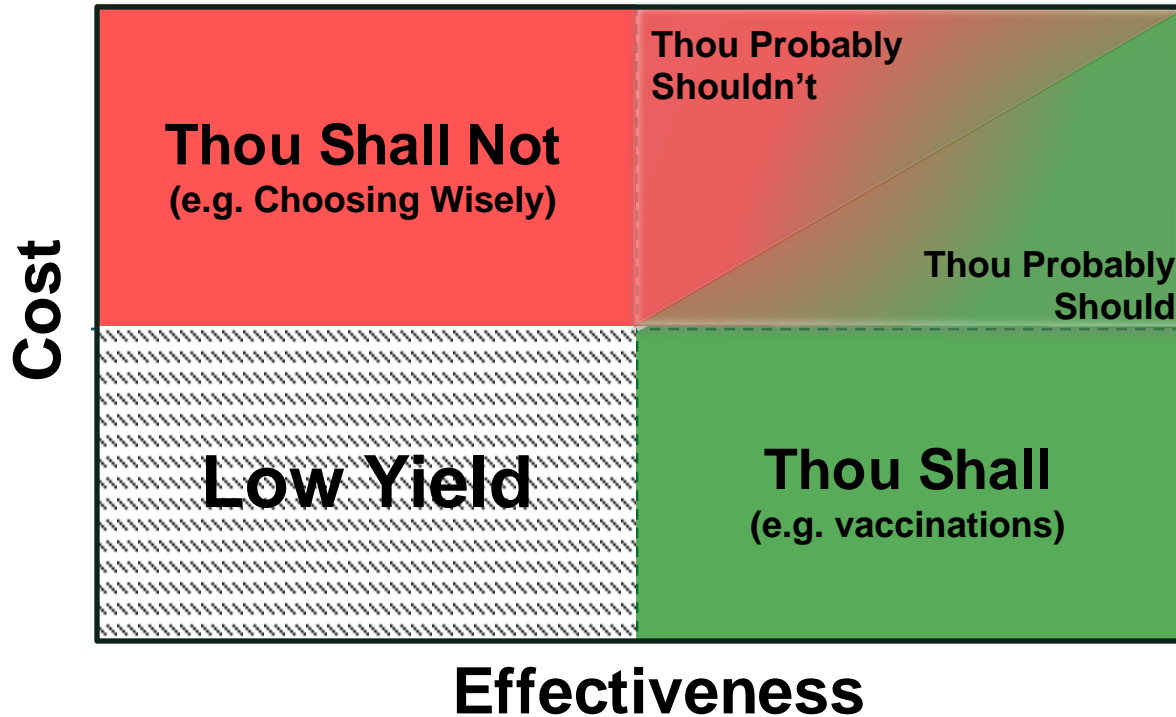 Thou Probably
Shouldn’t
Thou Shall Not
(e.g. Choosing Wisely)
Thou Probably
Should
Cost
Low Yield
Thou Shall
(e.g. vaccinations)
Effectiveness